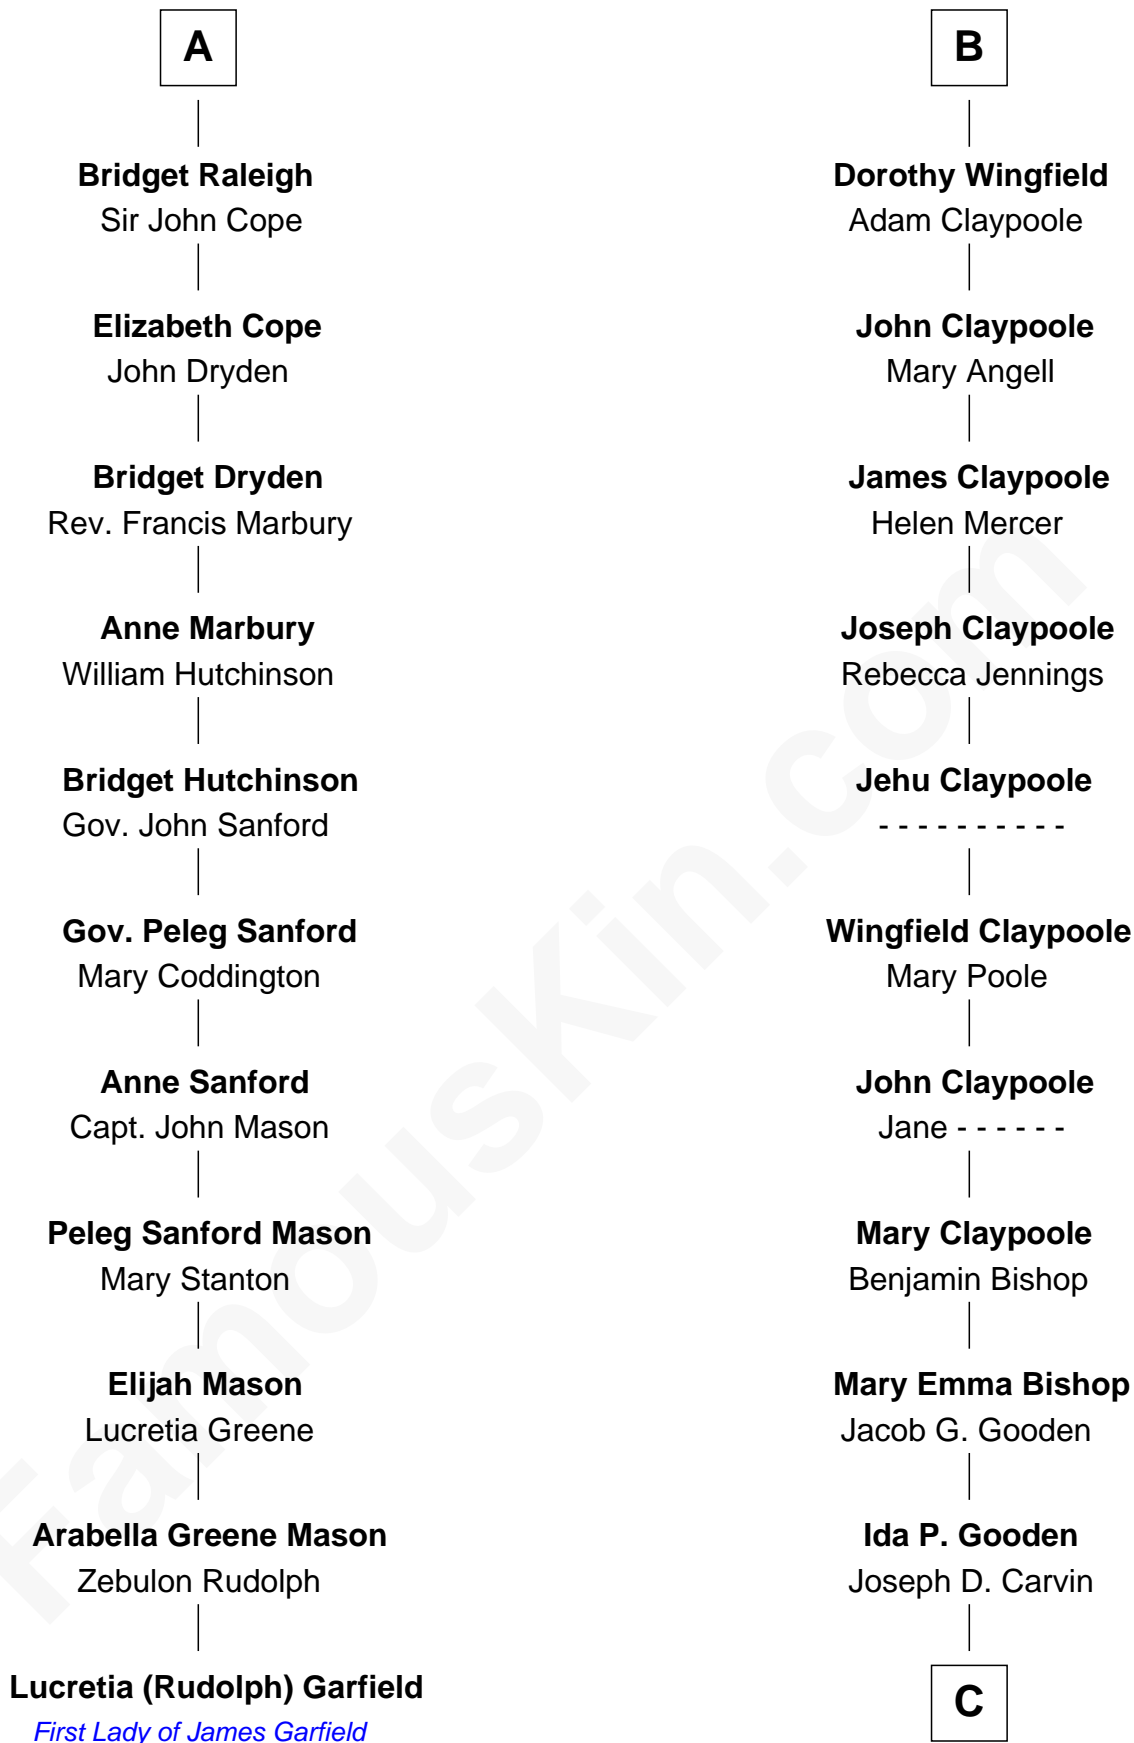 A
Bridget Raleigh
Sir John Cope
Elizabeth Cope
John Dryden
Bridget Dryden
Rev. Francis Marbury
Anne Marbury
William Hutchinson
Bridget Hutchinson
Gov. John Sanford
Gov. Peleg Sanford
Mary Coddington
Anne Sanford
Capt. John Mason
Peleg Sanford Mason
Mary Stanton
Elijah Mason
Lucretia Greene
Arabella Greene Mason
Zebulon Rudolph
Lucretia (Rudolph) Garfield
First Lady of James Garfield
B
Dorothy Wingfield
Adam Claypoole
John Claypoole
Mary Angell
James Claypoole
Helen Mercer
Joseph Claypoole
Rebecca Jennings
Jehu Claypoole
- - - - - - - - - -
Wingfield Claypoole
Mary Poole
John Claypoole
Jane - - - - - -
Mary Claypoole
Benjamin Bishop
Mary Emma Bishop
Jacob G. Gooden
Ida P. Gooden
Joseph D. Carvin
C
FamousKin.com